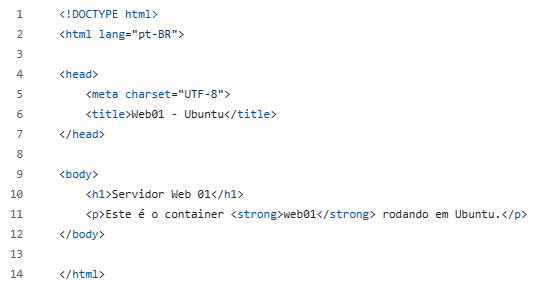 1 <!DOCTYPE html>
2 <html lang="pt-BR">
3
4 <head>
5     <meta charset="UTF-8">
6     <title>Web01 - Ubuntu</title>
7 </head>
8
9 <body>
10     <h1>Servidor Web 01</h1>
11     <p>Este é o container <strong>web01</strong> rodando em Ubuntu.</p>
12 </body>
13
14 </html>